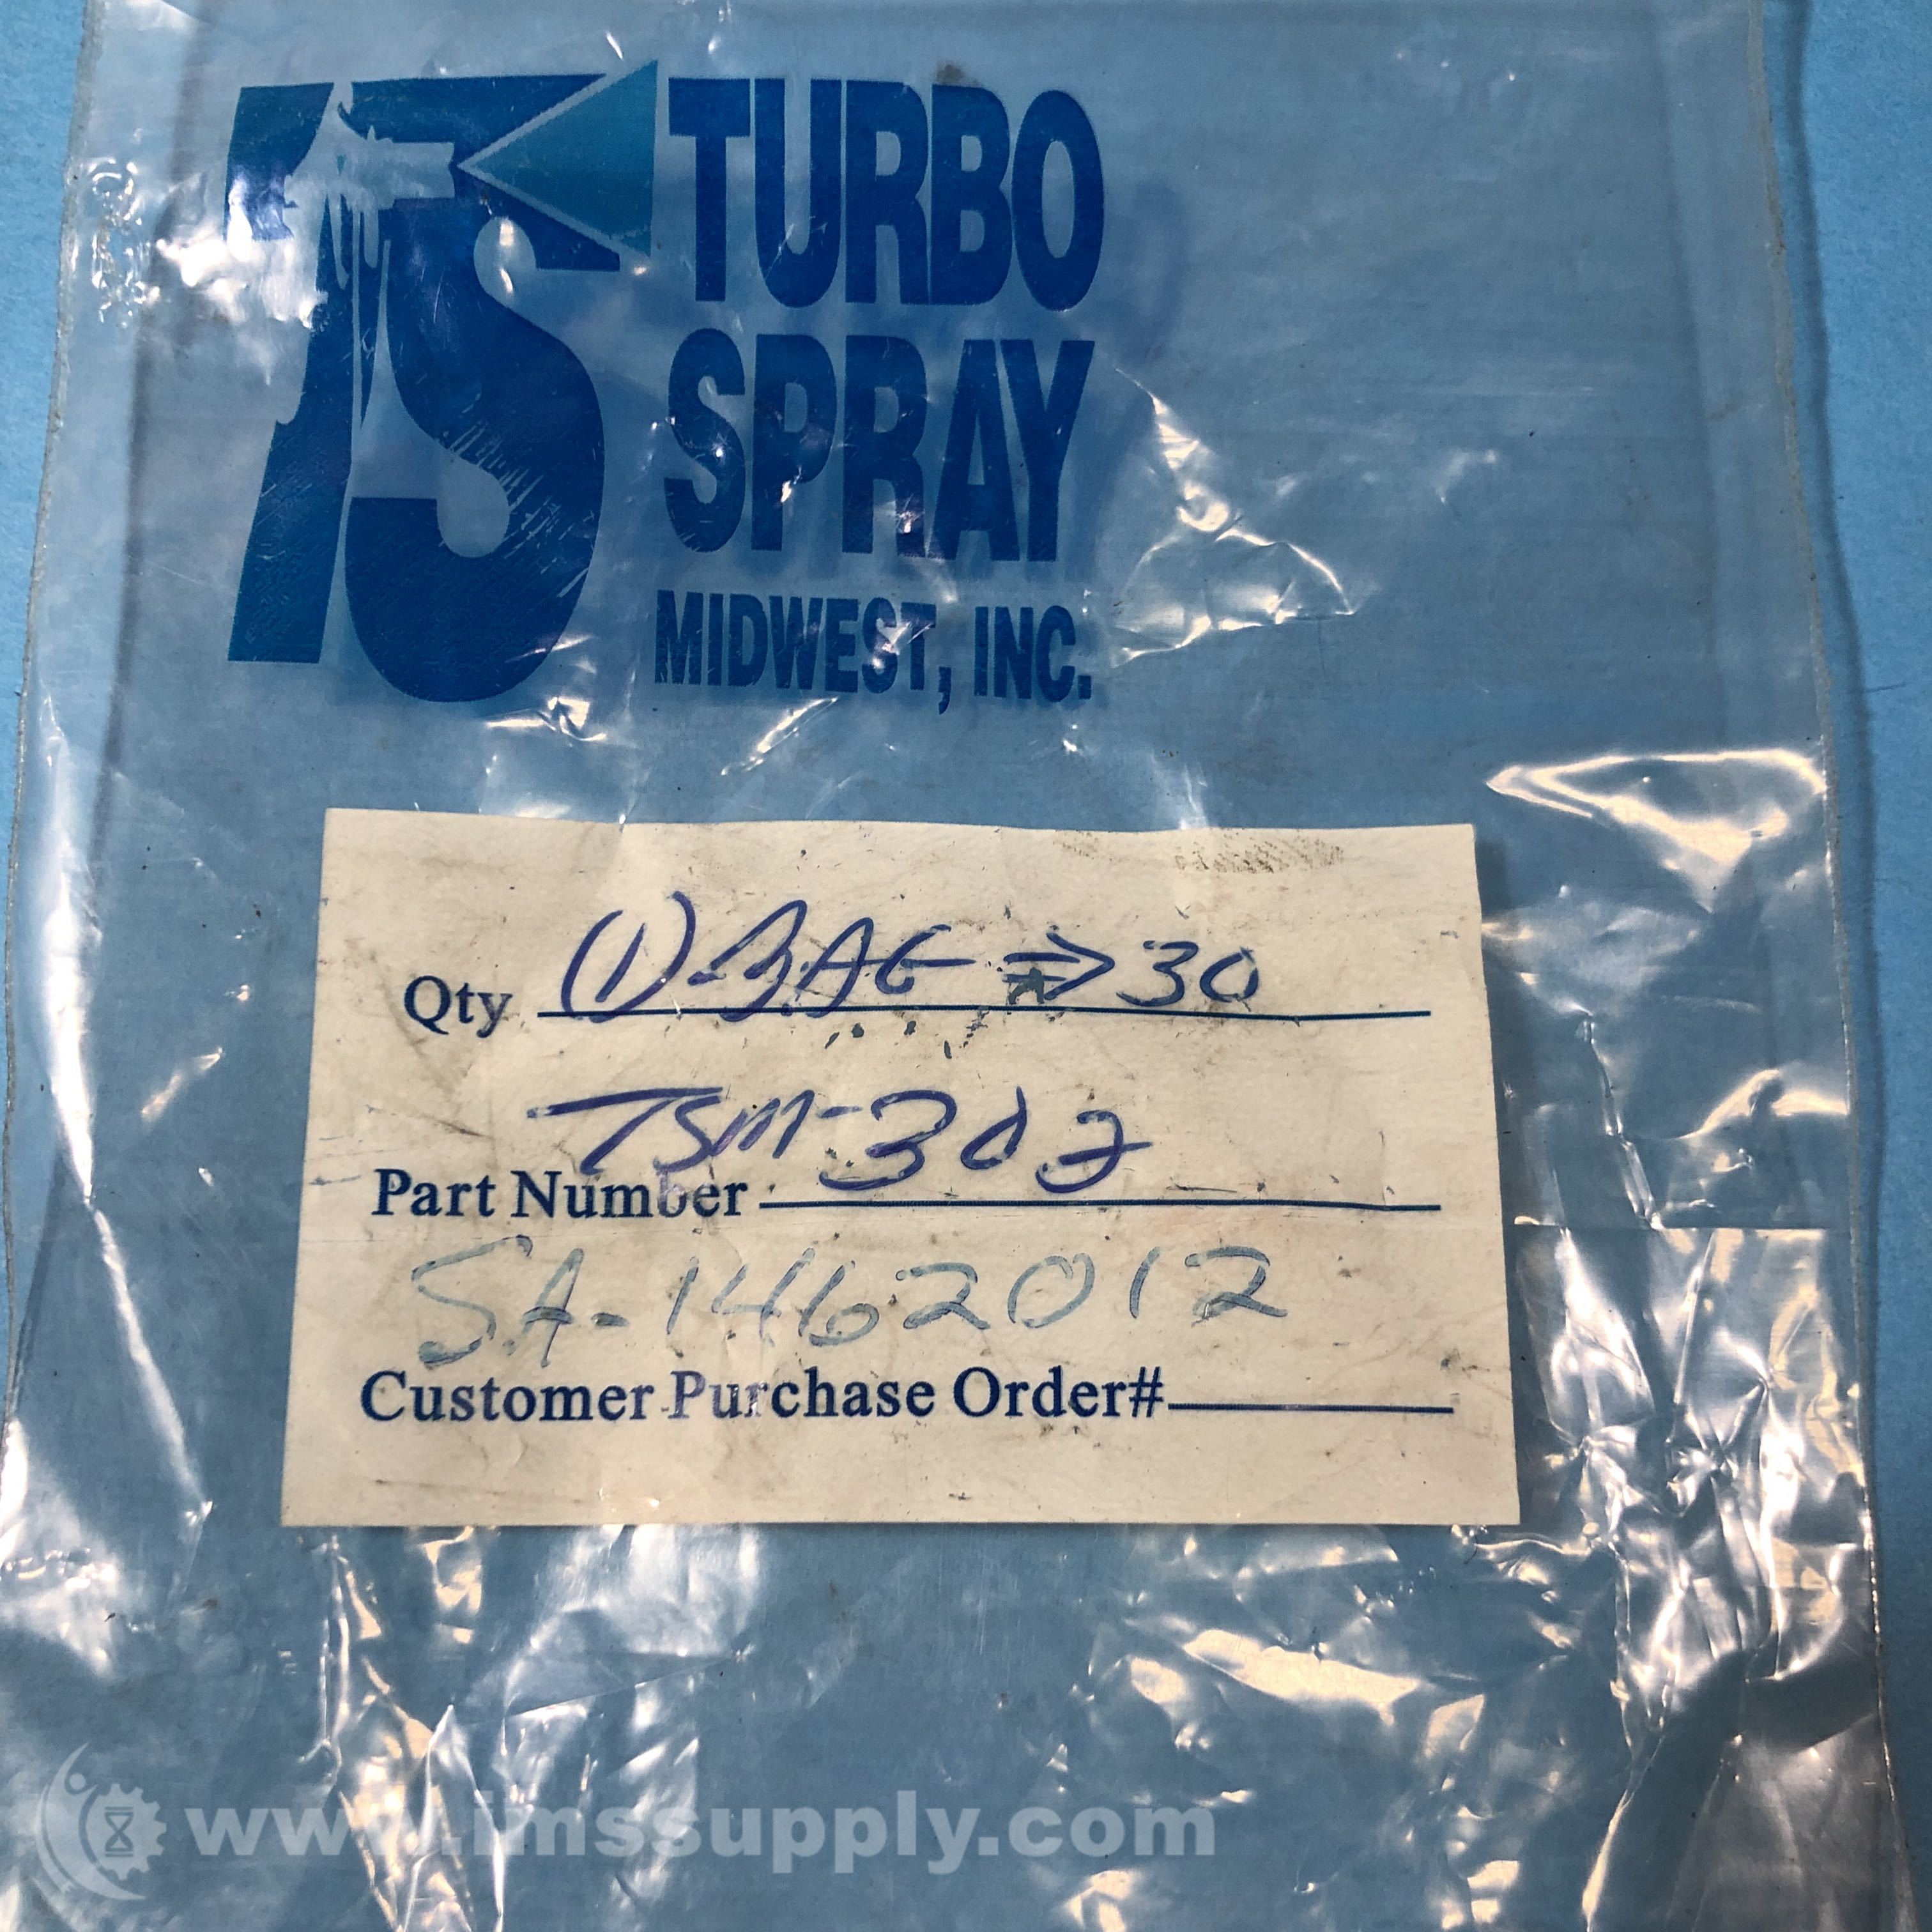 TS
TURBO
SPRAY
MIDWEST, INC.
Qty (1)-BAG ⇒ 30
Part Number TSM-302
SA-1462012
Customer Purchase Order#
www.imssupply.com